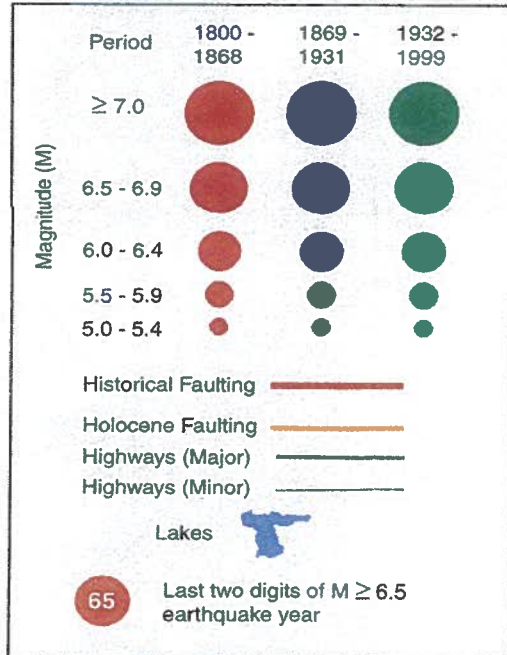 Period
1800 -
1868
1869 -
1931
1932 -
1999
Magnitude (M)
≥ 7.0
6.5 - 6.9
6.0 - 6.4
5.5 - 5.9
5.0 - 5.4
Historical Faulting
Holocene Faulting
Highways (Major)
Highways (Minor)
Lakes
65
Last two digits of M ≥ 6.5
earthquake year